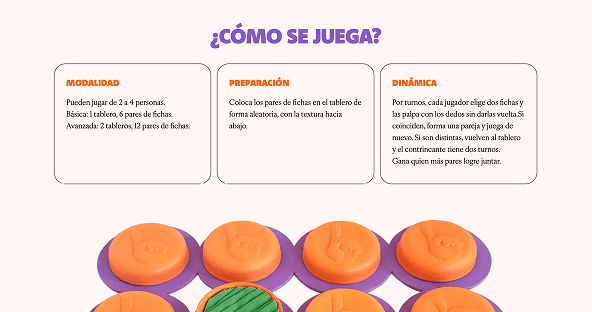 ¿CÓMO SE JUEGA?
MODALIDAD
Pueden jugar de 2 a 4 personas.
Básica: 1 tablero, 6 pares de fichas.
Avanzada: 2 tableros, 12 pares de fichas.
PREPARACIÓN
Coloca los pares de fichas en el tablero de
forma aleatoria, con la textura hacia
abajo.
DINÁMICA
Por turnos, cada jugador elige dos fichas y
las palpa con los dedos sin darlas vuelta.Si
coinciden, forma una pareja y juega de
nuevo. Si son distintas, vuelven al tablero
y el contrincante tiene dos turnos.
Gana quien más pares logre juntar.